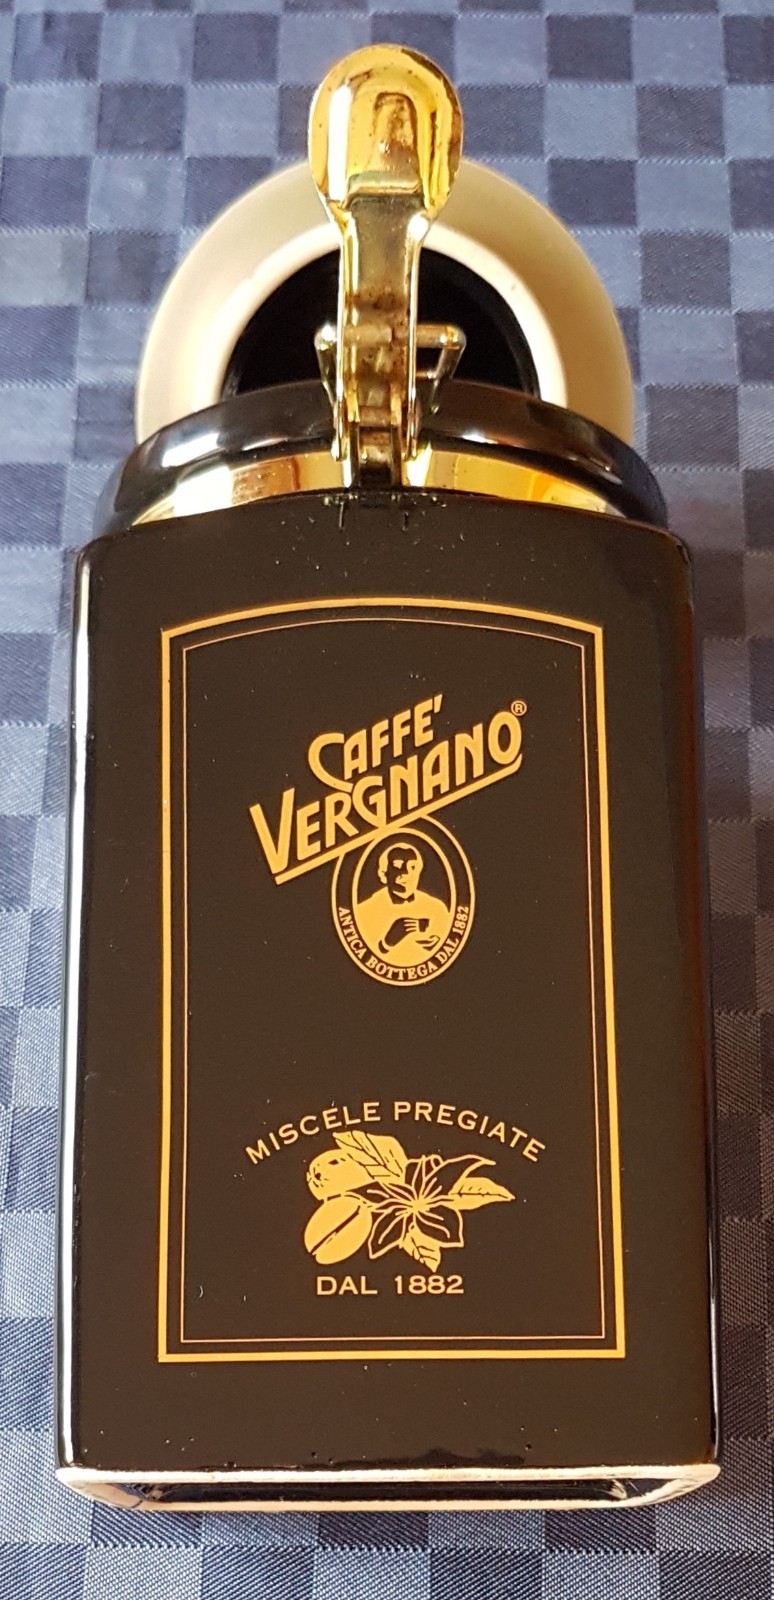 CAFFE'
VERGNANO®
ANTICA BOTTEGA DAL 1882
MISCELE PREGIATE
DAL 1882